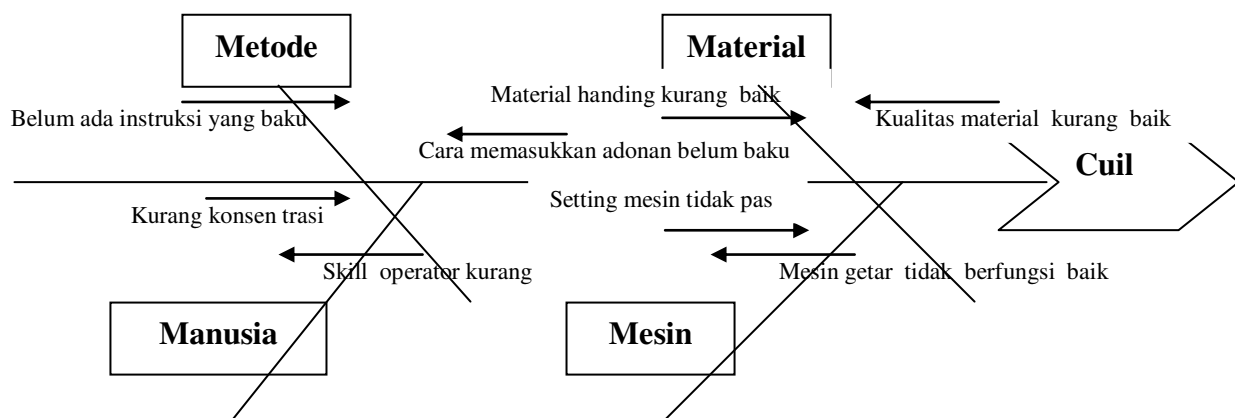 Metode
Material
Material handing kurang baik
Belum ada instruksi yang baku
Kualitas material kurang baik
Cara memasukkan adonan belum baku
Cuil
Kurang konsen trasi
Setting mesin tidak pas
Skill operator kurang
Mesin getar tidak berfungsi baik
Manusia
Mesin